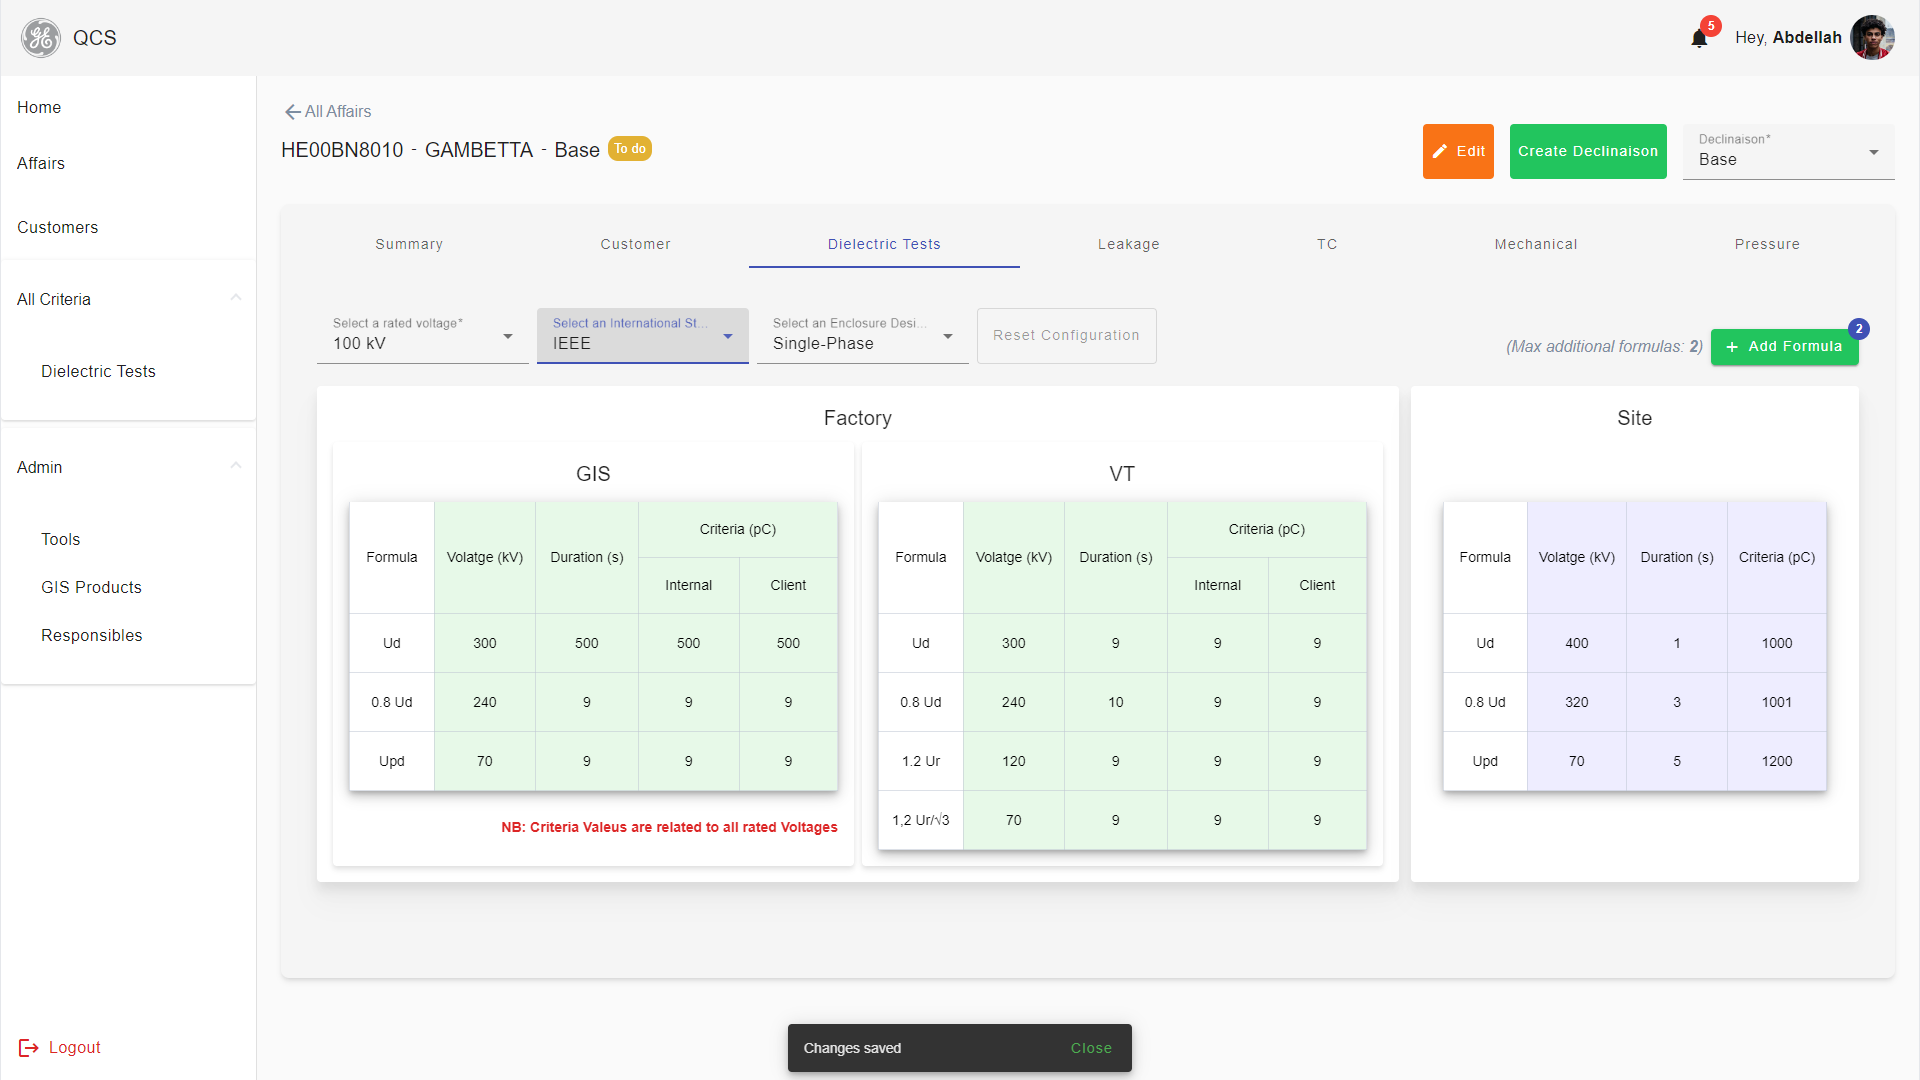 QCS
5
Hey, Abdellah
Home
Affairs
Customers
All Criteria
Dielectric Tests
Admin
Tools
GIS Products
Responsibles
Logout
All Affairs
HE00BN8010 - GAMBETTA - Base To do
Edit
Create Declinaison
Declinaison*
Base
Summary Customer Dielectric Tests Leakage TC Mechanical Pressure
Select a rated voltage*
100 kV
Select an International St...
IEEE
Select an Enclosure Desi...
Single-Phase
Reset Configuration
(Max additional formulas: 2)
+ Add Formula
2
Factory
GIS
Formula Volatge (kV) Duration (s) Criteria (pC)
Internal Client
Ud 300 500 500 500
0.8 Ud 240 9 9 9
Upd 70 9 9 9
NB: Criteria Valeus are related to all rated Voltages
VT
Formula Volatge (kV) Duration (s) Criteria (pC)
Internal Client
Ud 300 9 9 9
0.8 Ud 240 10 9 9
1.2 Ur 120 9 9 9
1,2 Ur/√3 70 9 9 9
Site
Formula Volatge (kV) Duration (s) Criteria (pC)
Ud 400 1 1000
0.8 Ud 320 3 1001
Upd 70 5 1200
Changes saved Close